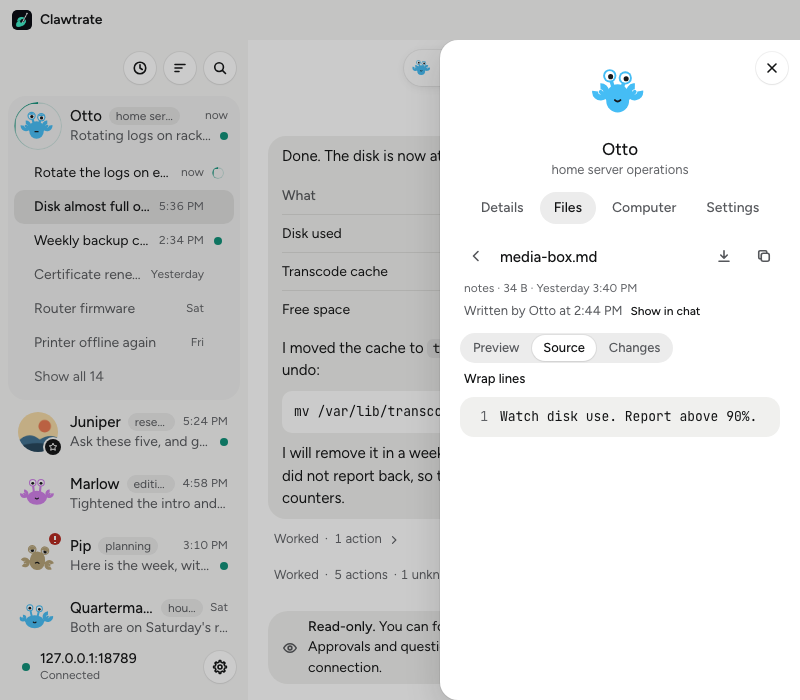 Clawtrate
Otto home ser... now
Rotating logs on rack...
Rotate the logs on e... now
Disk almost full o... 5:36 PM
Weekly backup c... 2:34 PM
Certificate rene... Yesterday
Router firmware Sat
Printer offline again Fri
Show all 14
Juniper rese... 5:24 PM
Ask these five, and g...
Marlow editi... 4:58 PM
Tightened the intro and...
Pip planning 3:10 PM
Here is the week, wit...
Quarterma... hou... Sat
Both are on Saturday's r...
127.0.0.1:18789
Connected
Done. The disk is now at
What
Disk used
Transcode cache
Free space
I moved the cache to
undo:
mv /var/lib/transco
I will remove it in a week
did not report back, so t
counters.
Worked · 1 action
Worked · 5 actions · 1 unkn
Read-only. You can fo
Approvals and questi
connection.
Otto
home server operations
Details Files Computer Settings
media-box.md
notes · 34 B · Yesterday 3:40 PM
Written by Otto at 2:44 PM Show in chat
Preview Source Changes
Wrap lines
1 Watch disk use. Report above 90%.